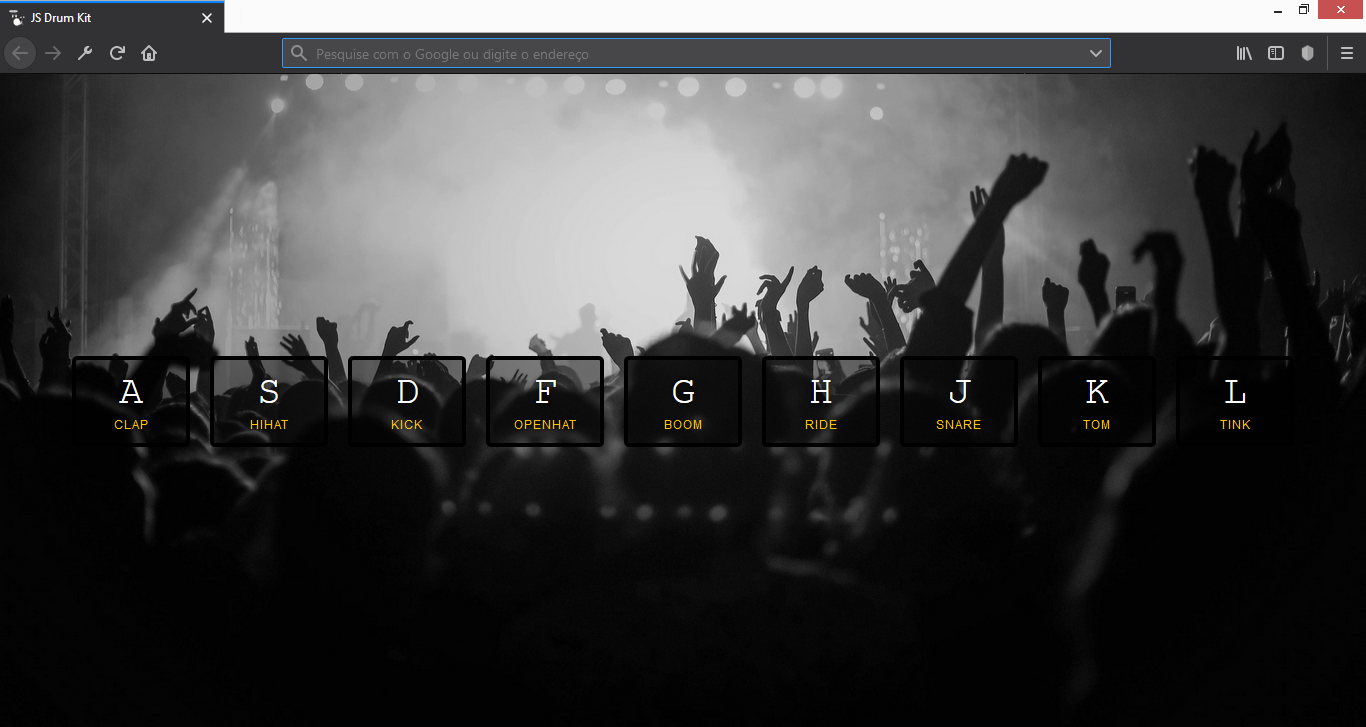 JS Drum Kit
Pesquise com o Google ou digite o endereço
A S D F G H J K L
CLAP HIHAT KICK OPENHAT BOOM RIDE SNARE TOM TINK